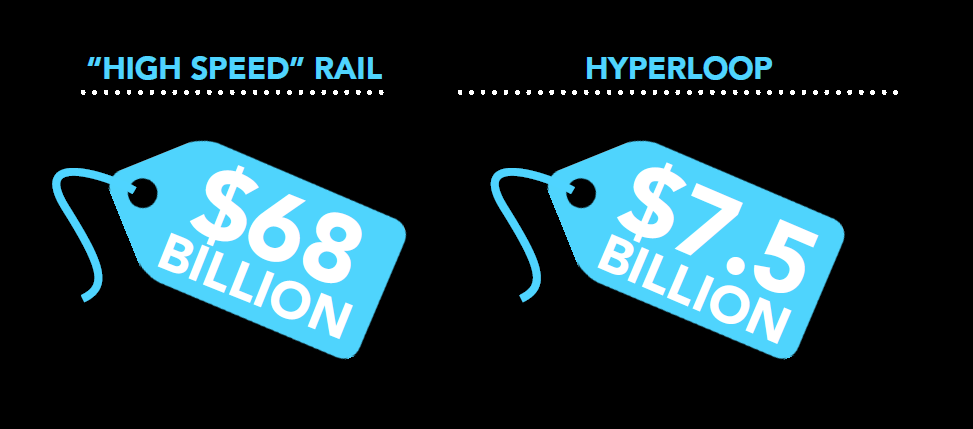 “HIGH SPEED” RAIL
HYPERLOOP
$68
BILLION
$7.5
BILLION